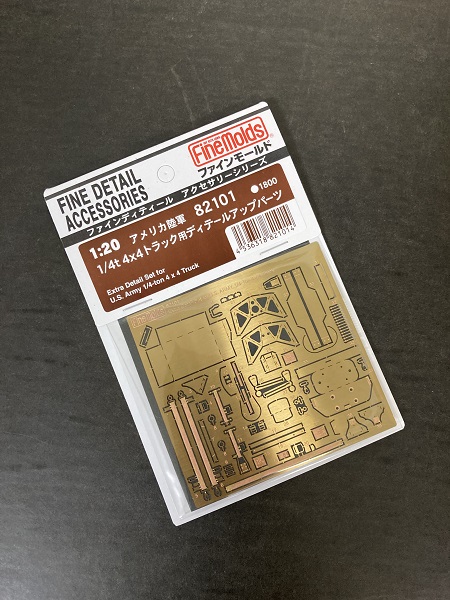 FINE DETAIL
ACCESSORIES
FineMolds
ファインモールド
ファインディティール アクセサリーシリーズ
1:20 アメリカ陸軍 82101 ●1800
1/4t 4x4トラック用ディテールアップパーツ
Extra Detail Set for
U.S. Army 1/4-ton 4 x 4 Truck
4 536318 821014